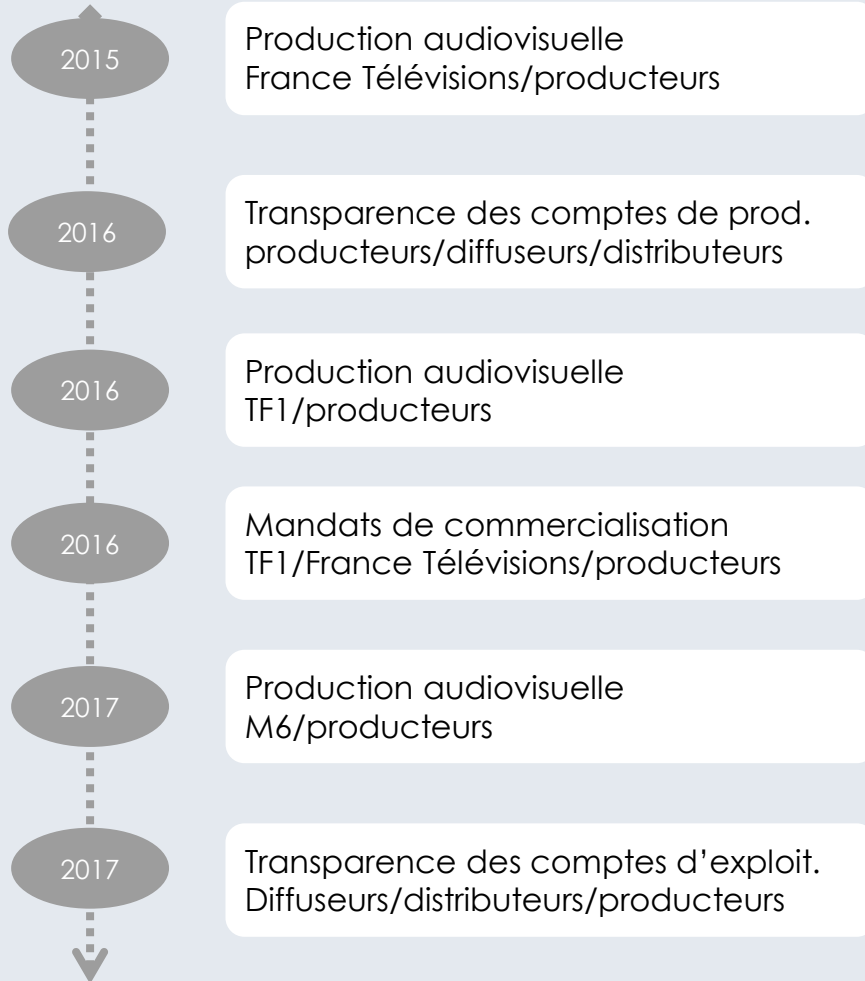 2015
Production audiovisuelle
France Télévisions/producteurs
2016
Transparence des comptes de prod.
producteurs/diffuseurs/distributeurs
2016
Production audiovisuelle
TF1/producteurs
2016
Mandats de commercialisation
TF1/France Télévisions/producteurs
2017
Production audiovisuelle
M6/producteurs
2017
Transparence des comptes d’exploit.
Diffuseurs/distributeurs/producteurs